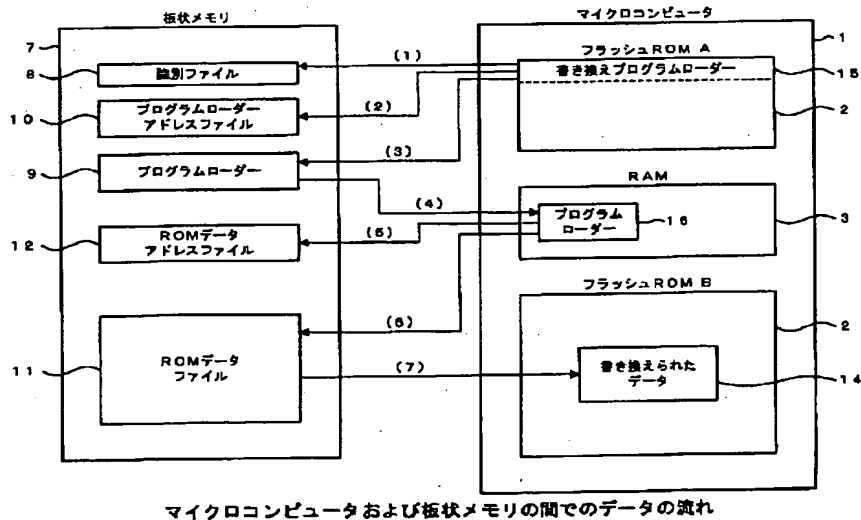 板状メモリ
マイクロコンピュータ
7
1
フラッシュROM A
(1)
8
識別ファイル
書き換えプログラムローダー
15
(2)
10
プログラムローダー
アドレスファイル
2
(3)
9
プログラムローダー
RAM
(4)
プログラム
ローダー
16
3
12
ROMデータ
アドレスファイル
(5)
フラッシュROM B
(6)
2
11
ROMデータ
ファイル
(7)
書き換えられた
データ
14
マイクロコンピュータおよび板状メモリの間でのデータの流れ